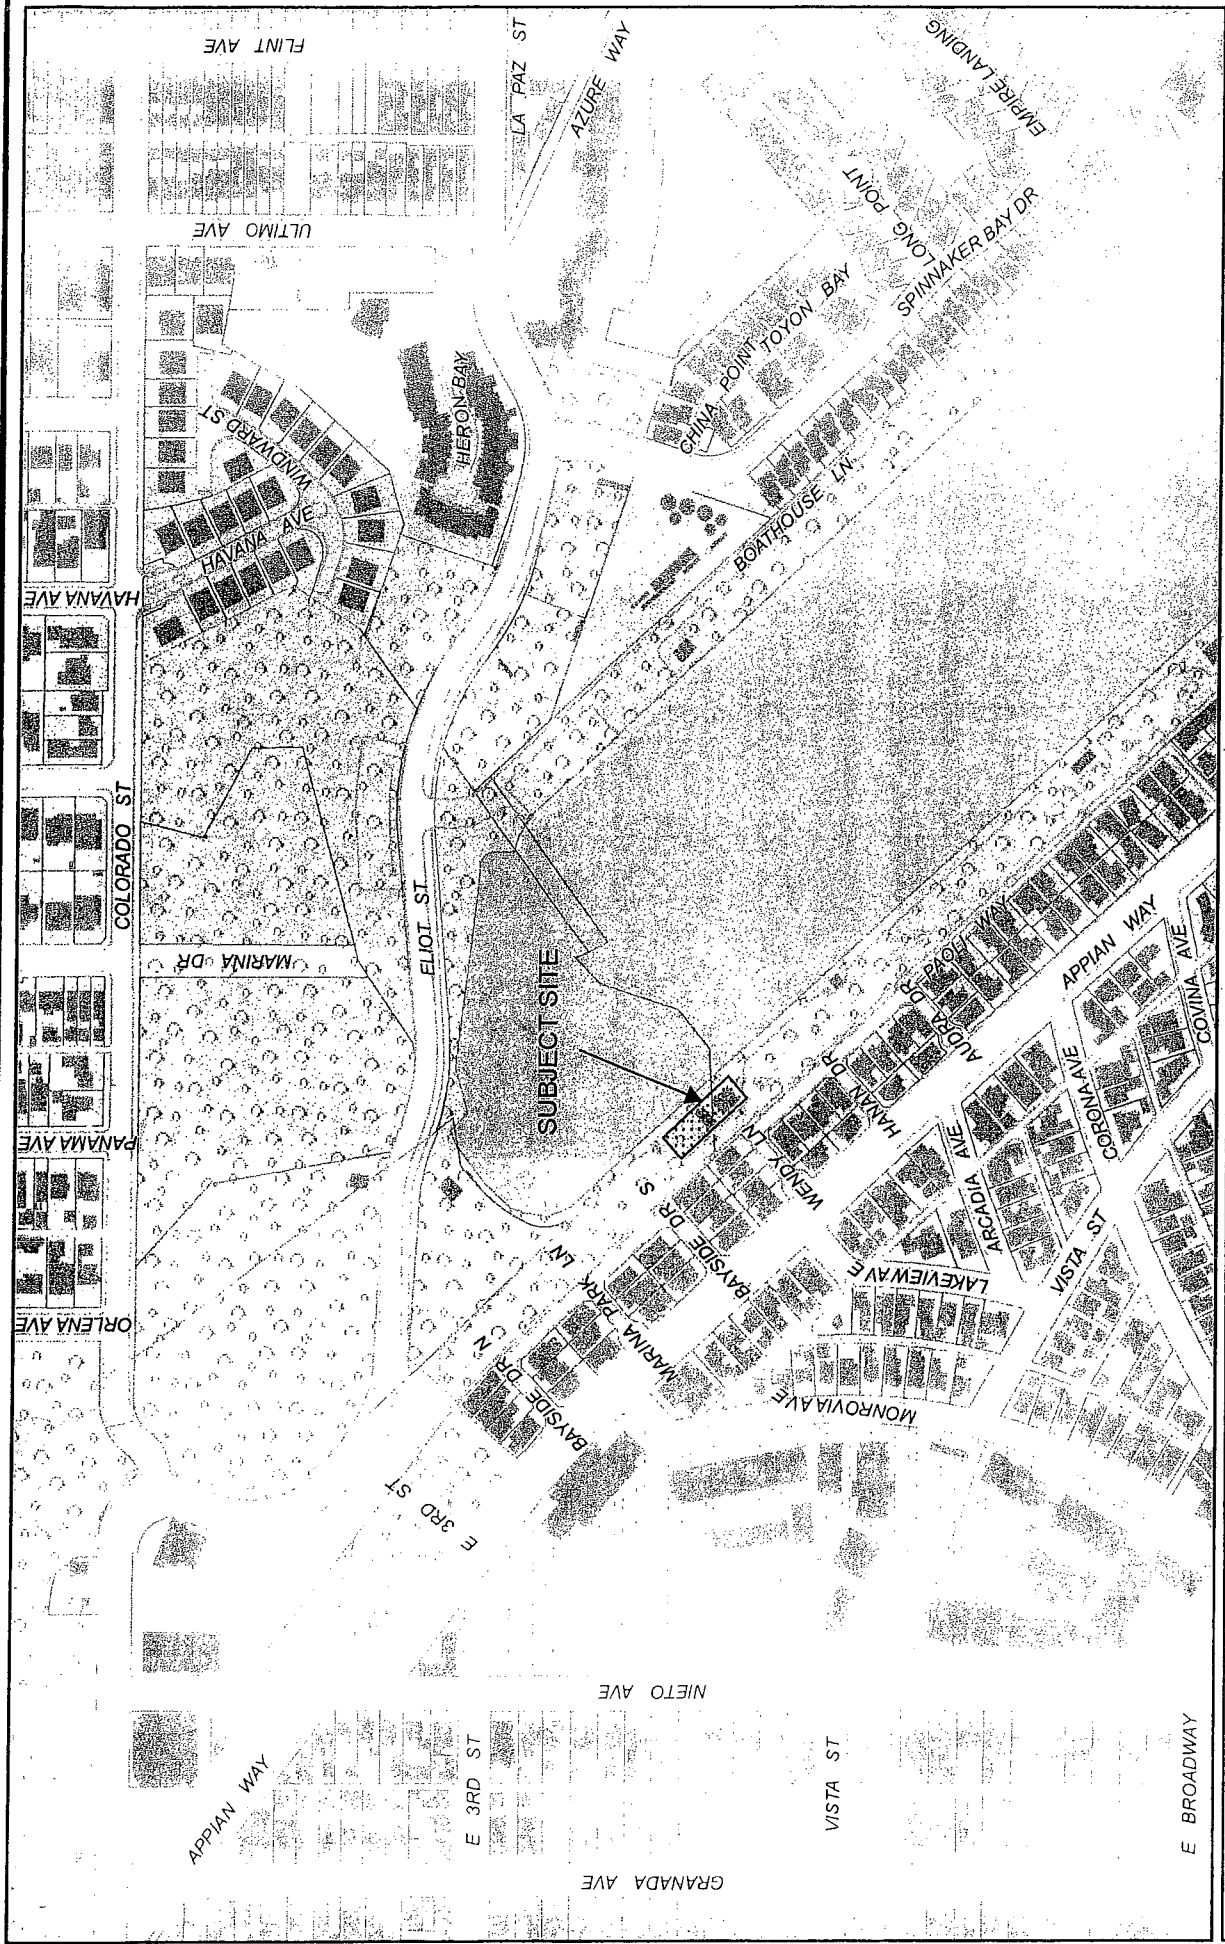 FLINT AVE
LA PAZ ST
AZURE WAY
EMPIRE LANDING
ULTIMO AVE
LONG POINT
SPINNAKER BAY DR
TOYON BAY
CHINA POINT
HERON BAY
WINDWARD ST
HAVANA AVE
HAVANA AVE
BOATHOUSE LN
COLORADO ST
MARINA DR
ELIOT ST
SUBJECT SITE
PAOLI WAY
APPIAN WAY
COVINA AVE
AUDRA DR
HANAN DR
CORONA AVE
PANAMA AVE
WENDY LN
ARCADIA AVE
VISTA ST
LAKEVIEW AVE
BAYSIDE DR S
MARINA PARK LN
ORLENA AVE
BAYSIDE DR N
MONROVIA AVE
E 3RD ST
NIETO AVE
APPIAN WAY
E 3RD ST
VISTA ST
E BROADWAY
GRANADA AVE